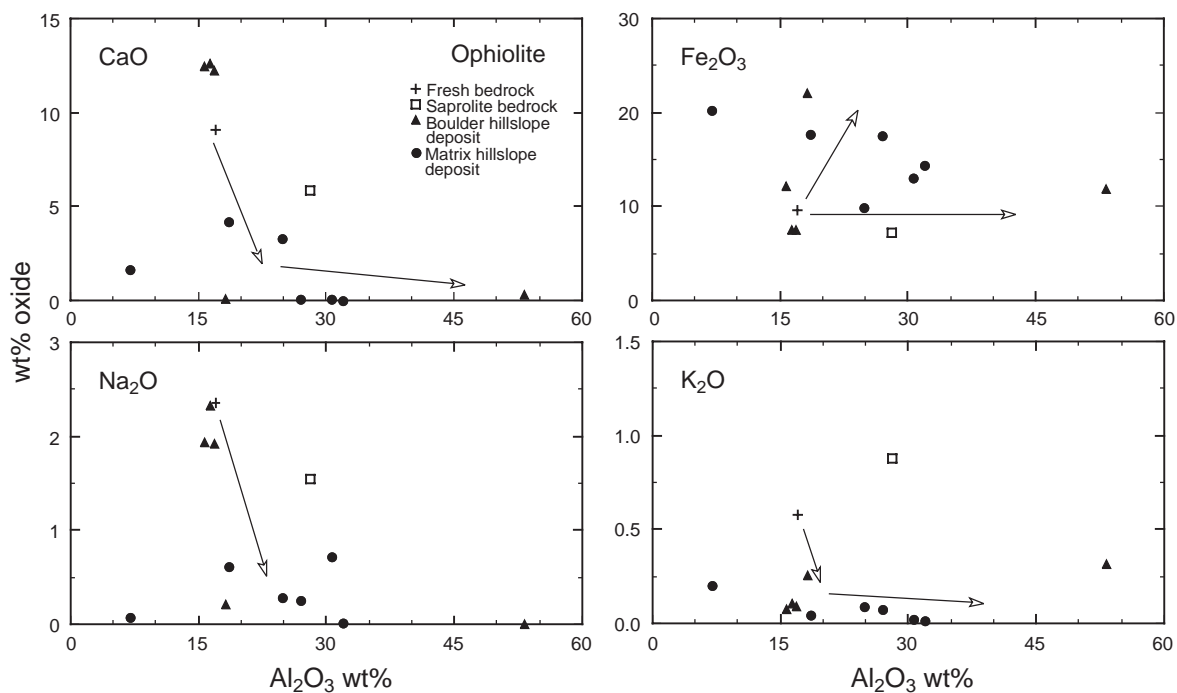 15
CaO
Ophiolite
Fresh bedrock
Saprolite bedrock
Boulder hillslope
deposit
Matrix hillslope
deposit
10
5
0
0 15 30 45 60
30
Fe2O3
20
10
0
0 15 30 45 60
wt% oxide
3
Na2O
2
1
0
0 15 30 45 60
Al2O3 wt%
1.5
K2O
1.0
0.5
0.0
0 15 30 45 60
Al2O3 wt%